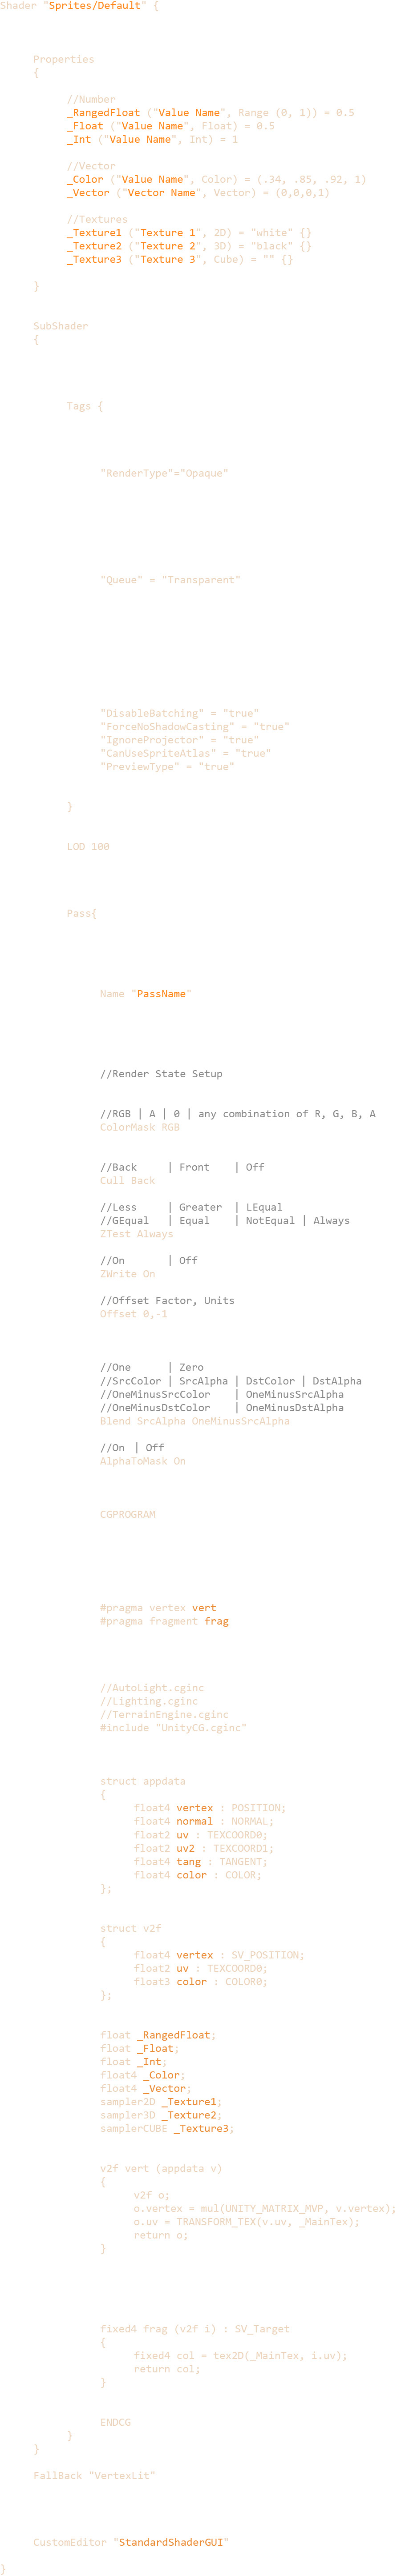 Shader "Sprites/Default" {
Properties
{
//Number
_RangedFloat ("Value Name", Range (0, 1)) = 0.5
_Float ("Value Name", Float) = 0.5
_Int ("Value Name", Int) = 1
//Vector
_Color ("Value Name", Color) = (.34, .85, .92, 1)
_Vector ("Vector Name", Vector) = (0,0,0,1)
//Textures
_Texture1 ("Texture 1", 2D) = "white" {}
_Texture2 ("Texture 2", 3D) = "black" {}
_Texture3 ("Texture 3", Cube) = "" {}
}
SubShader
{
Tags {
"RenderType"="Opaque"
"Queue" = "Transparent"
"DisableBatching" = "true"
"ForceNoShadowCasting" = "true"
"IgnoreProjector" = "true"
"CanUseSpriteAtlas" = "true"
"PreviewType" = "true"
}
LOD 100
Pass{
Name "PassName"
//Render State Setup
//RGB | A | 0 | any combination of R, G, B, A
ColorMask RGB
//Back | Front | Off
Cull Back
//Less | Greater | LEqual
//GEqual | Equal | NotEqual | Always
ZTest Always
//On | Off
ZWrite On
//Offset Factor, Units
Offset 0,-1
//One | Zero
//SrcColor | SrcAlpha | DstColor | DstAlpha
//OneMinusSrcColor | OneMinusSrcAlpha
//OneMinusDstColor | OneMinusDstAlpha
Blend SrcAlpha OneMinusSrcAlpha
//On | Off
AlphaToMask On
CGPROGRAM
#pragma vertex vert
#pragma fragment frag
//AutoLight.cginc
//Lighting.cginc
//TerrainEngine.cginc
#include "UnityCG.cginc"
struct appdata
{
float4 vertex : POSITION;
float4 normal : NORMAL;
float2 uv : TEXCOORD0;
float2 uv2 : TEXCOORD1;
float4 tang : TANGENT;
float4 color : COLOR;
};
struct v2f
{
float4 vertex : SV_POSITION;
float2 uv : TEXCOORD0;
float3 color : COLOR0;
};
float _RangedFloat;
float _Float;
float _Int;
float4 _Color;
float4 _Vector;
sampler2D _Texture1;
sampler3D _Texture2;
samplerCUBE _Texture3;
v2f vert (appdata v)
{
v2f o;
o.vertex = mul(UNITY_MATRIX_MVP, v.vertex);
o.uv = TRANSFORM_TEX(v.uv, _MainTex);
return o;
}
fixed4 frag (v2f i) : SV_Target
{
fixed4 col = tex2D(_MainTex, i.uv);
return col;
}
ENDCG
}
}
FallBack "VertexLit"
CustomEditor "StandardShaderGUI"
}